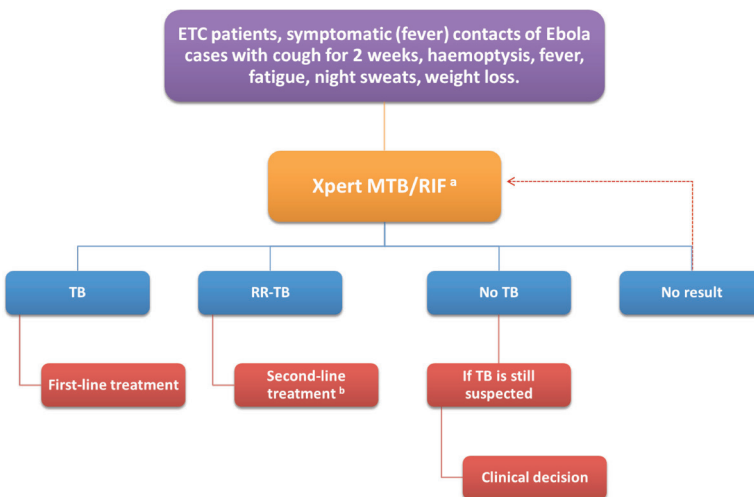 ETC patients, symptomatic (fever) contacts of Ebola
cases with cough for 2 weeks, haemoptysis, fever,
fatigue, night sweats, weight loss.
Xpert MTB/RIF ᵃ
TB
RR-TB
No TB
No result
First-line treatment
Second-line
treatment ᵇ
If TB is still
suspected
Clinical decision